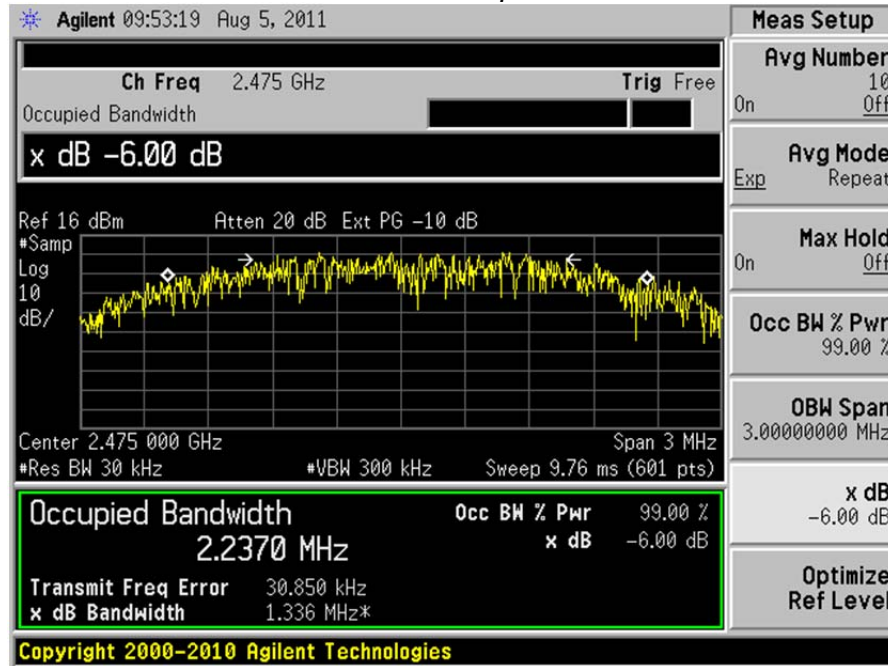 Agilent 09:53:19 Aug 5, 2011
Meas Setup
Ch Freq 2.475 GHz Trig Free
Occupied Bandwidth
x dB -6.00 dB
Ref 16 dBm Atten 20 dB Ext PG -10 dB
#Samp
Log
10
dB/
Center 2.475 000 GHz Span 3 MHz
#Res BW 30 kHz #VBW 300 kHz Sweep 9.76 ms (601 pts)
Occupied Bandwidth Occ BW % Pwr 99.00 %
2.2370 MHz x dB -6.00 dB
Transmit Freq Error 30.850 kHz
x dB Bandwidth 1.336 MHz*
Avg Number
10
On Off
Avg Mode
Exp Repeat
Max Hold
On Off
Occ BW % Pwr
99.00 %
OBW Span
3.00000000 MHz
x dB
-6.00 dB
Optimize
Ref Level
Copyright 2000-2010 Agilent Technologies